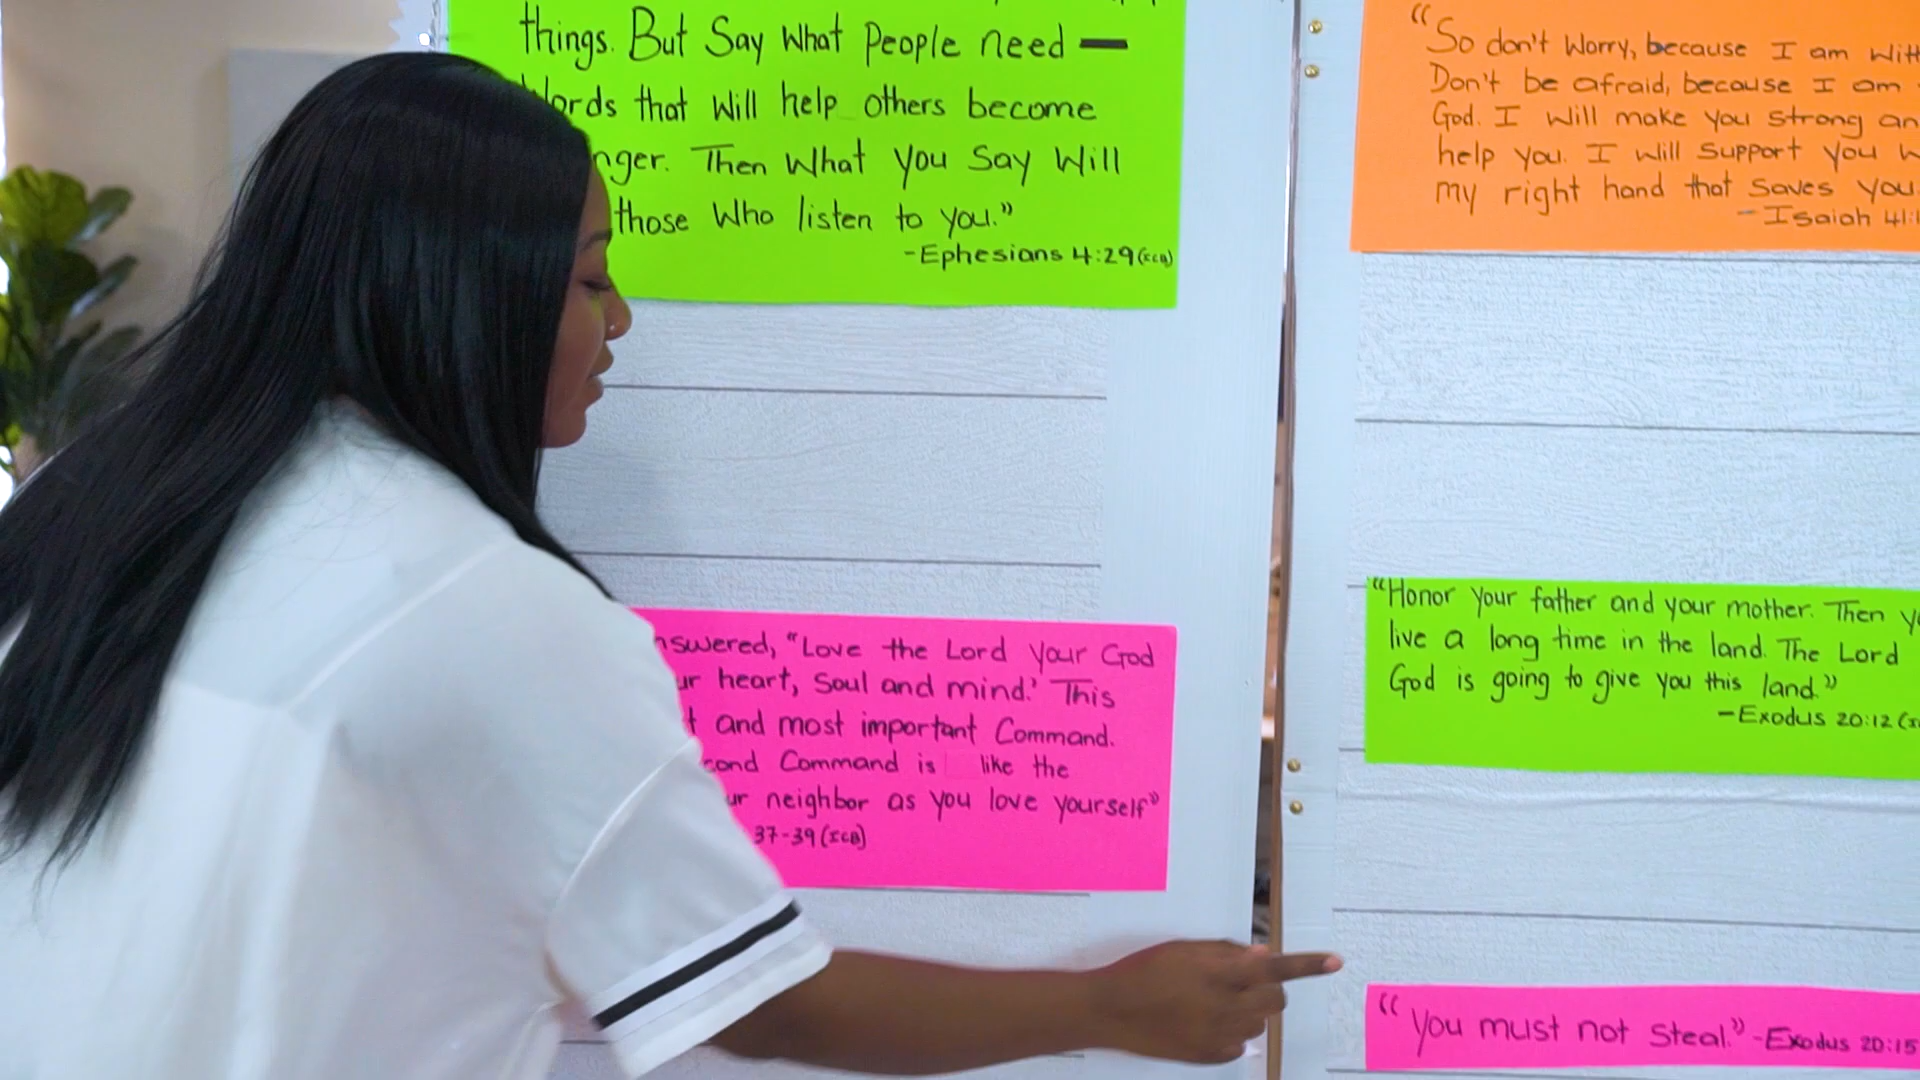 things. But Say What People need —
Words that Will help others become
nger. Then What you Say Will
those Who listen to you."
-Ephesians 4:29 (ICB)
nswered, "Love the Lord your God
ur heart, Soul and mind.' This
t and most important Command.
cond Command is like the
ur neighbor as you love yourself"
37-39 (ICB)
"So don't Worry, because I am With
Don't be afraid, because I am
God. I Will make you strong an
help you. I will Support you w
my right hand that Saves you.
- Isaiah 41:1
"Honor your father and your mother. Then yo
live a long time in the land. The Lord
God is going to give you this land."
-Exodus 20:12 (I
"You must not Steal." -Exodus 20:15